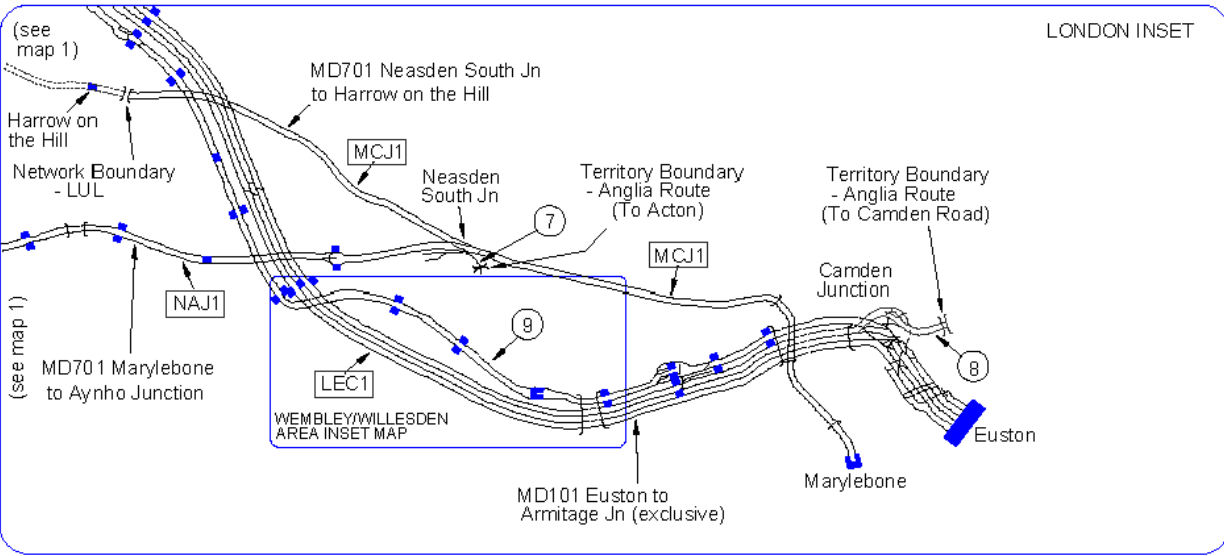 (see
map 1)
LONDON INSET
MD701 Neasden South Jn
to Harrow on the Hill
Harrow on
the Hill
MCJ1
Network Boundary
- LUL
Neasden
South Jn
Territory Boundary
- Anglia Route
(To Acton)
Territory Boundary
- Anglia Route
(To Camden Road)
7
MCJ1
Camden
Junction
NAJ1
(see map 1)
9
MD701 Marylebone
to Aynho Junction
LEC1
8
WEMBLEY/WILLESDEN
AREA INSET MAP
Euston
Marylebone
MD101 Euston to
Armitage Jn (exclusive)